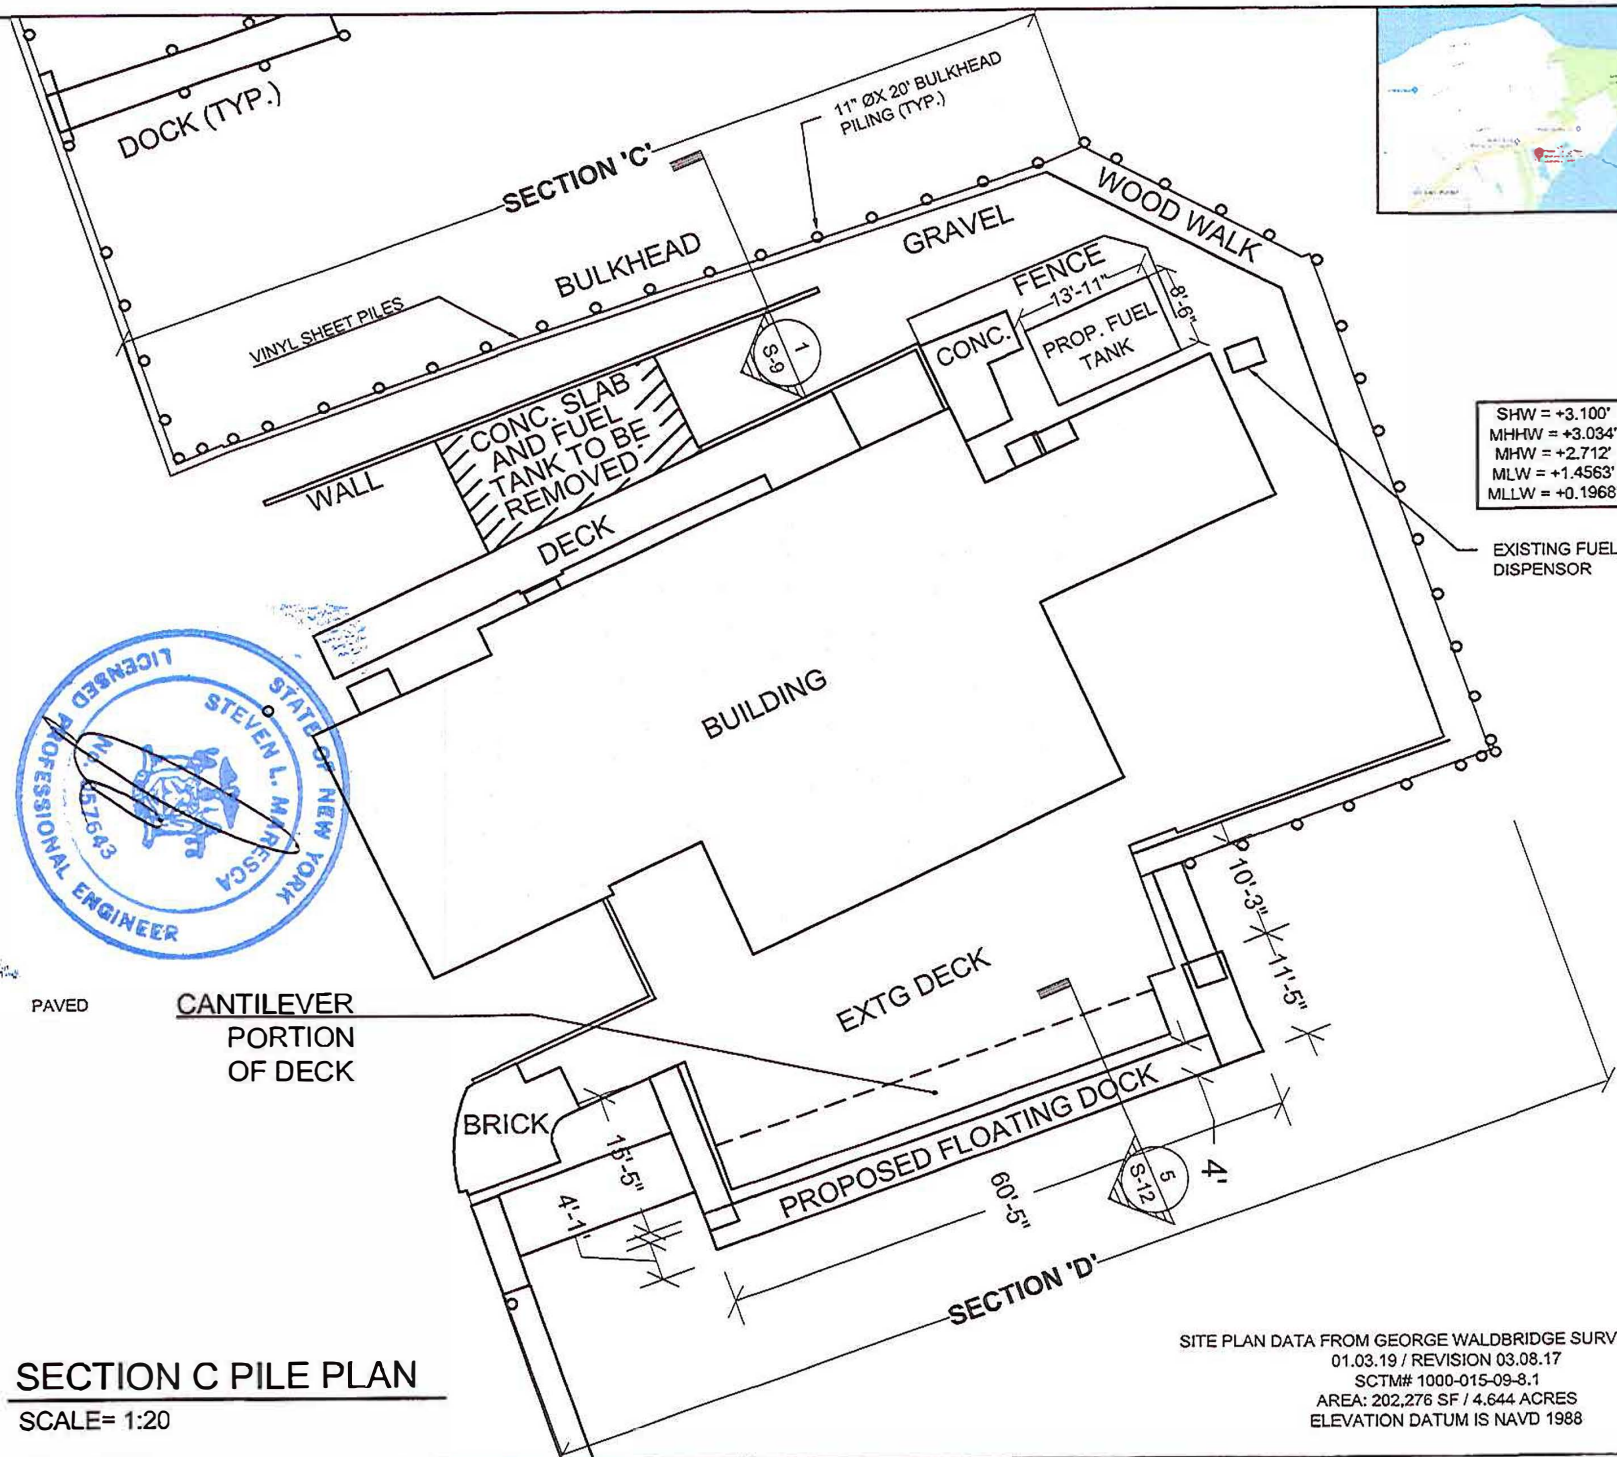 DOCK (TYP.)
SECTION 'C'
11" ØX 20' BULKHEAD
PILING (TYP.)
WOOD WALK
GRAVEL
BULKHEAD
VINYL SHEET PILES
FENCE
13'-11"
8'-6"
CONC.
PROP. FUEL
TANK
1
S-9
CONC. SLAB
AND FUEL
TANK TO BE
REMOVED.
WALL
DECK
SHW = +3.100'
MHHW = +3.034'
MHW = +2.712'
MLW = +1.4563'
MLLW = +0.1968
EXISTING FUEL
DISPENSOR
BUILDING
STATE OF NEW YORK
STEVEN L. MARESCA
LICENSED PROFESSIONAL ENGINEER
10'-3"
11'-5"
EXTG DECK
PAVED
CANTILEVER
PORTION
OF DECK
BRICK
15'-5"
4'-1"
PROPOSED FLOATING DOCK
60'-5"
5
S-12
4'
SECTION 'D'
SECTION C PILE PLAN
SCALE= 1:20
SITE PLAN DATA FROM GEORGE WALDBRIDGE SURV
01.03.19 / REVISION 03.08.17
SCTM# 1000-015-09-8.1
AREA: 202,276 SF / 4.644 ACRES
ELEVATION DATUM IS NAVD 1988